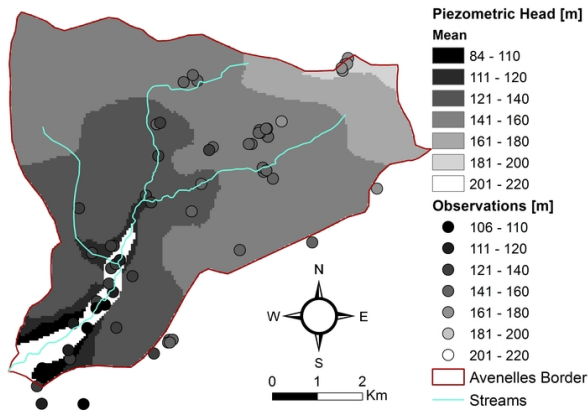 Piezometric Head [m]
Mean
84 - 110
111 - 120
121 - 140
141 - 160
161 - 180
181 - 200
201 - 220
Observations [m]
106 - 110
111 - 120
121 - 140
141 - 160
161 - 180
181 - 200
201 - 220
Avenelles Border
Streams
N
W
E
S
0 1 2
Km